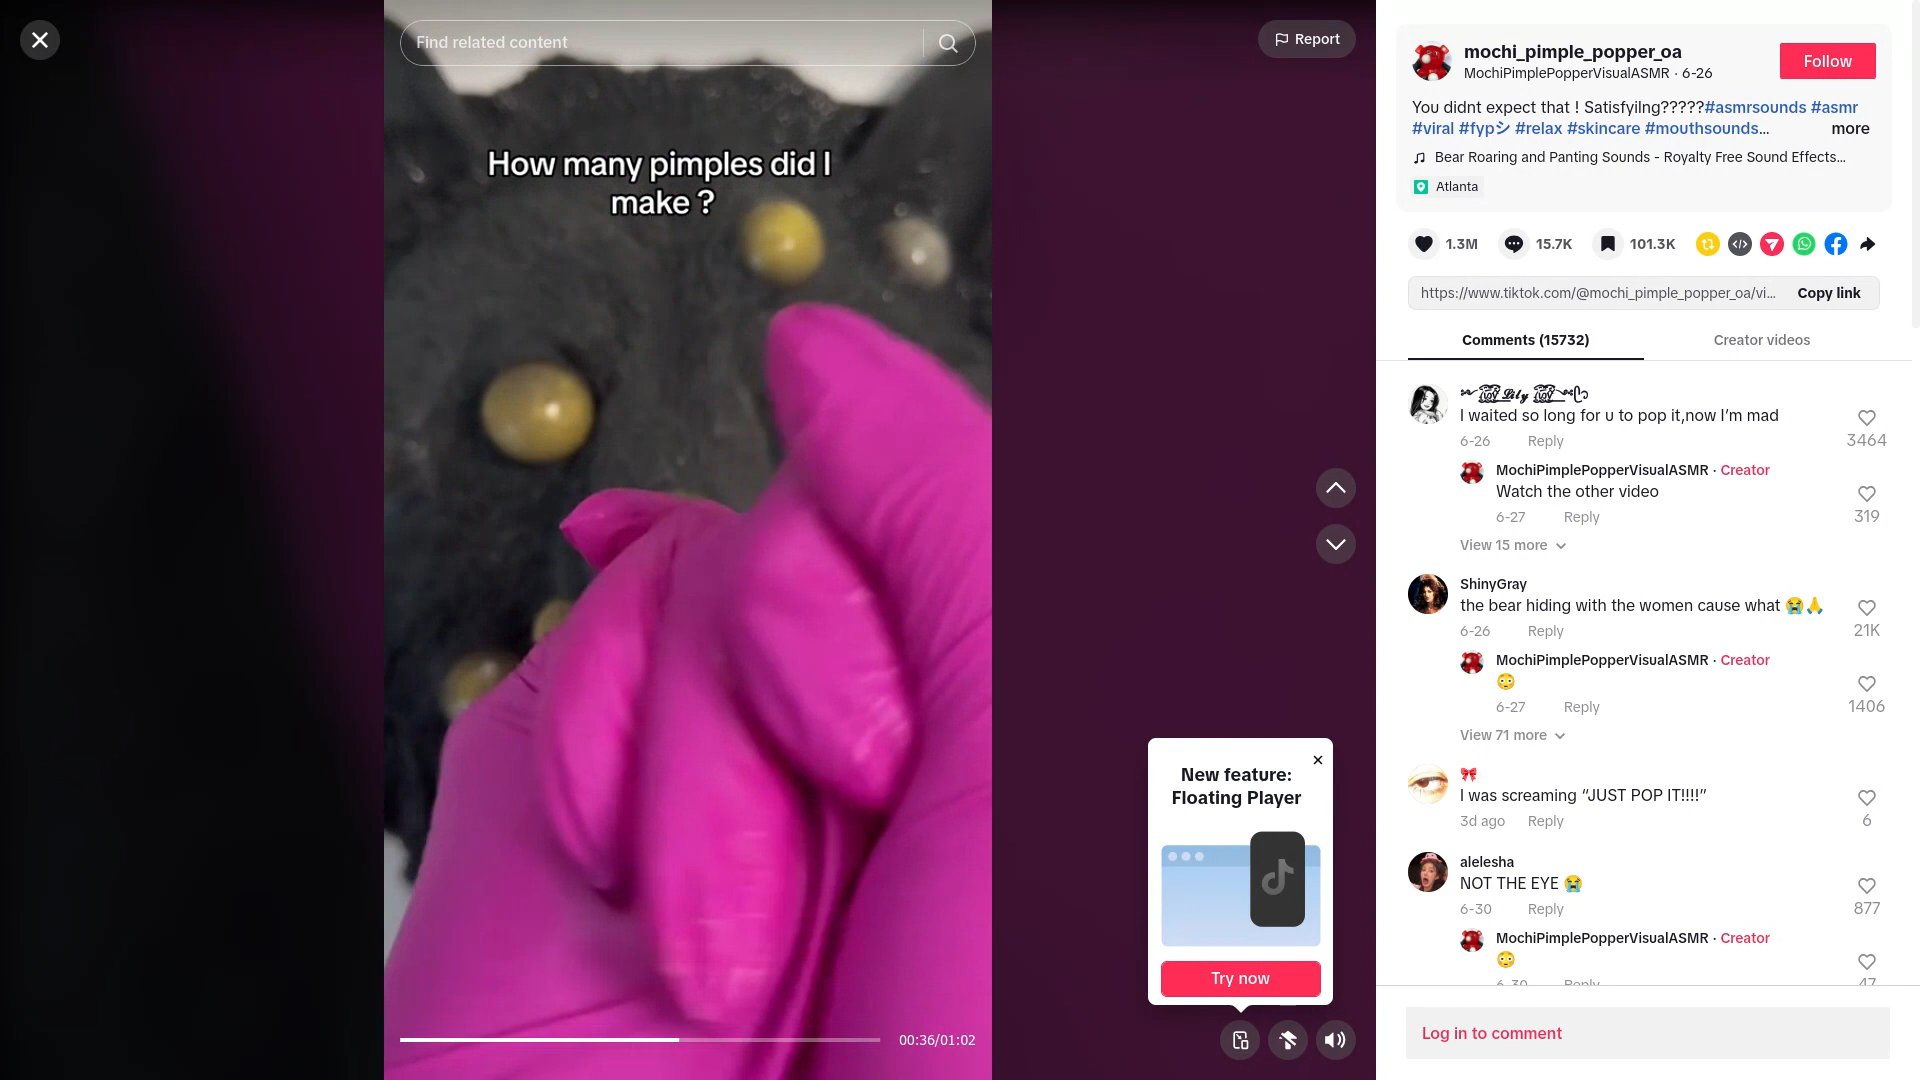 Find related content
Report
How many pimples did I
make ?
00:36/01:02
New feature:
Floating Player
Try now
mochi_pimple_popper_oa
MochiPimplePopperVisualASMR · 6-26
Follow
You didnt expect that ! Satisfyilng?????#asmrsounds #asmr
#viral #fypシ #relax #skincare #mouthsounds...
more
Bear Roaring and Panting Sounds - Royalty Free Sound Effects...
Atlanta
1.3M
15.7K
101.3K
https://www.tiktok.com/@mochi_pimple_popper_oa/vi...
Copy link
Comments (15732)
Creator videos
I waited so long for u to pop it,now I’m mad
6-26 Reply
3464
MochiPimplePopperVisualASMR · Creator
Watch the other video
6-27 Reply
319
View 15 more
ShinyGray
the bear hiding with the women cause what 😭🙏
6-26 Reply
21K
MochiPimplePopperVisualASMR · Creator
😳
6-27 Reply
1406
View 71 more
🎀
I was screaming “JUST POP IT!!!!”
3d ago Reply
6
alelesha
NOT THE EYE 😭
6-30 Reply
877
MochiPimplePopperVisualASMR · Creator
😳
6-30 Reply
47
Log in to comment